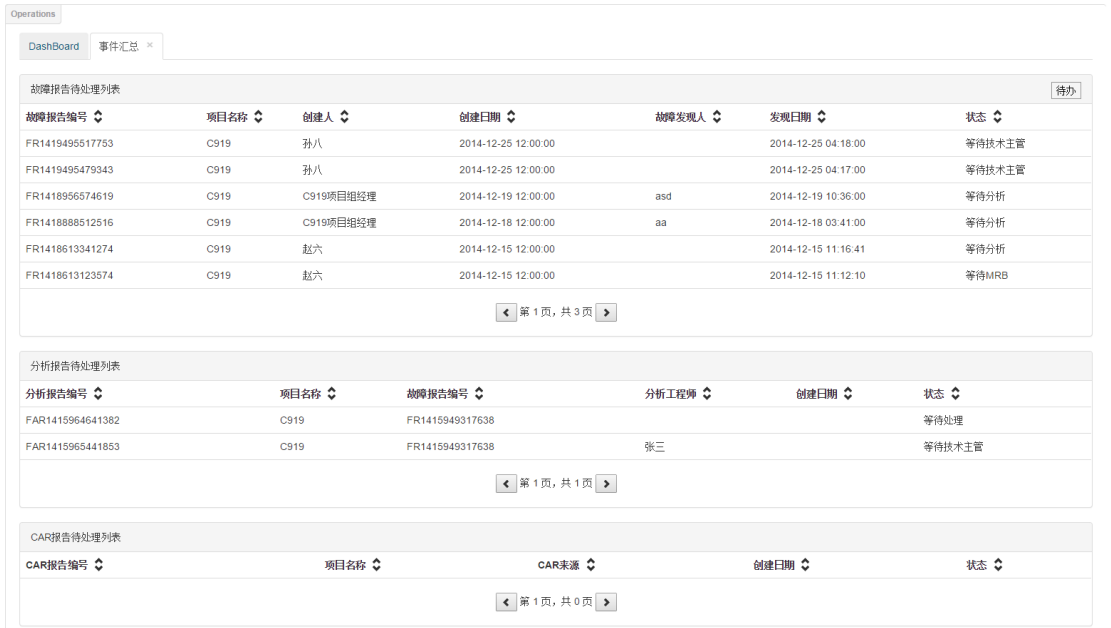 Operations
DashBoard 事件汇总 ×
故障报告待处理列表 待办
故障报告编号 项目名称 创建人 创建日期 故障发现人 发现日期 状态
FR1419495517753 C919 孙八 2014-12-25 12:00:00 2014-12-25 04:18:00 等待技术主管
FR1419495479343 C919 孙八 2014-12-25 12:00:00 2014-12-25 04:17:00 等待技术主管
FR1418956574619 C919 C919项目组经理 2014-12-19 12:00:00 asd 2014-12-19 10:36:00 等待分析
FR1418888512516 C919 C919项目组经理 2014-12-18 12:00:00 aa 2014-12-18 03:41:00 等待分析
FR1418613341274 C919 赵六 2014-12-15 12:00:00 2014-12-15 11:16:41 等待分析
FR1418613123574 C919 赵六 2014-12-15 12:00:00 2014-12-15 11:12:10 等待MRB
第 1 页, 共 3 页
分析报告待处理列表
分析报告编号 项目名称 故障报告编号 分析工程师 创建日期 状态
FAR1415964641382 C919 FR1415949317638 等待处理
FAR1415965441853 C919 FR1415949317638 张三 等待技术主管
第 1 页, 共 1 页
CAR报告待处理列表
CAR报告编号 项目名称 CAR来源 创建日期 状态
第 1 页, 共 0 页